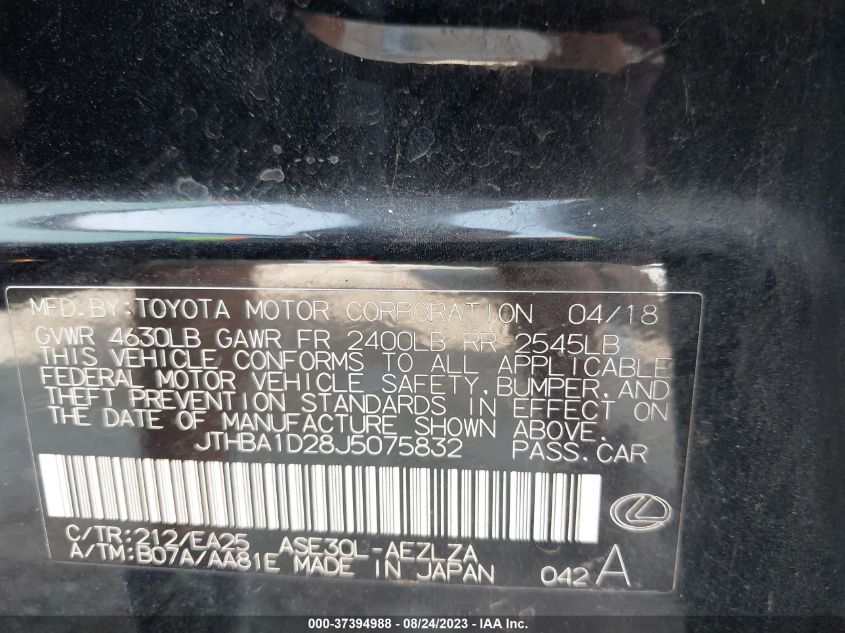 MFD.BY:TOYOTA MOTOR CORPORATION 04/18
GVWR 4630LB GAWR FR 2400LB RR 2545LB
THIS VEHICLE CONFORMS TO ALL APPLICABLE
FEDERAL MOTOR VEHICLE SAFETY,BUMPER,AND
THEFT PREVENTION STANDARDS IN EFFECT ON
THE DATE OF MANUFACTURE SHOWN ABOVE.
JTHBA1D28J5075832 PASS.CAR
C/TR:212/EA25 ASE30L-AEZLZA
A/TM:B07A/AA81E MADE IN JAPAN 042A
000-37394988 - 08/24/2023 - IAA Inc.